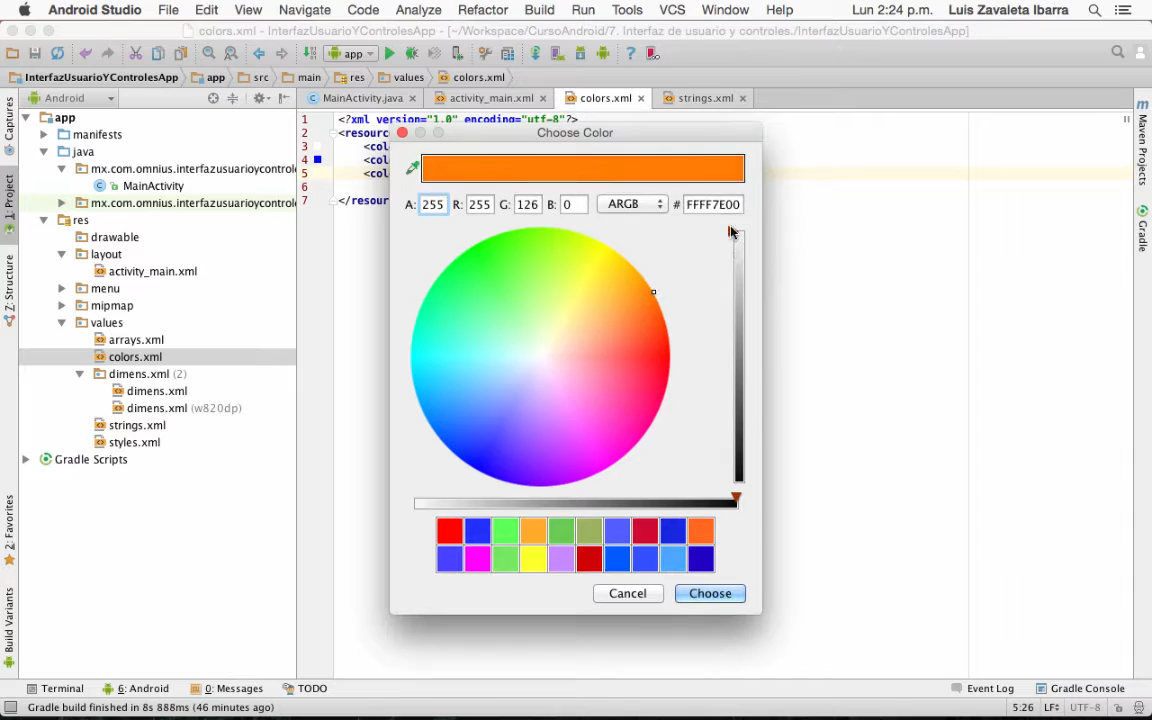 Android Studio File Edit View Navigate Code Analyze Refactor Build Run Tools VCS Window Help Lun 2:24 p.m. Luis Zavaleta Ibarra
colors.xml - InterfazUsuarioYControlesApp - [~/Workspace/CursoAndroid/7. Interfaz de usuario y controles./InterfazUsuarioYControlesApp]
app
InterfazUsuarioYControlesApp app src main res values colors.xml
Android
MainActivity.java activity_main.xml colors.xml strings.xml
Captures
1: Project
Z: Structure
2: Favorites
Build Variants
app
manifests
java
mx.com.omnius.interfazusuarioycontrole
MainActivity
mx.com.omnius.interfazusuarioycontrole
res
drawable
layout
activity_main.xml
menu
mipmap
values
arrays.xml
colors.xml
dimens.xml (2)
dimens.xml
dimens.xml (w820dp)
strings.xml
styles.xml
Gradle Scripts
1 <?xml version="1.0" encoding="utf-8"?>
2 <resourc
3 <col
4 <col
5 <col
6
7 </resour
Choose Color
A: 255 R: 255 G: 126 B: 0 ARGB # FFFF7E00
Cancel Choose
Maven Projects
Gradle
Terminal 6: Android 0: Messages TODO Event Log Gradle Console
Gradle build finished in 8s 888ms (46 minutes ago) 5:26 LF UTF-8